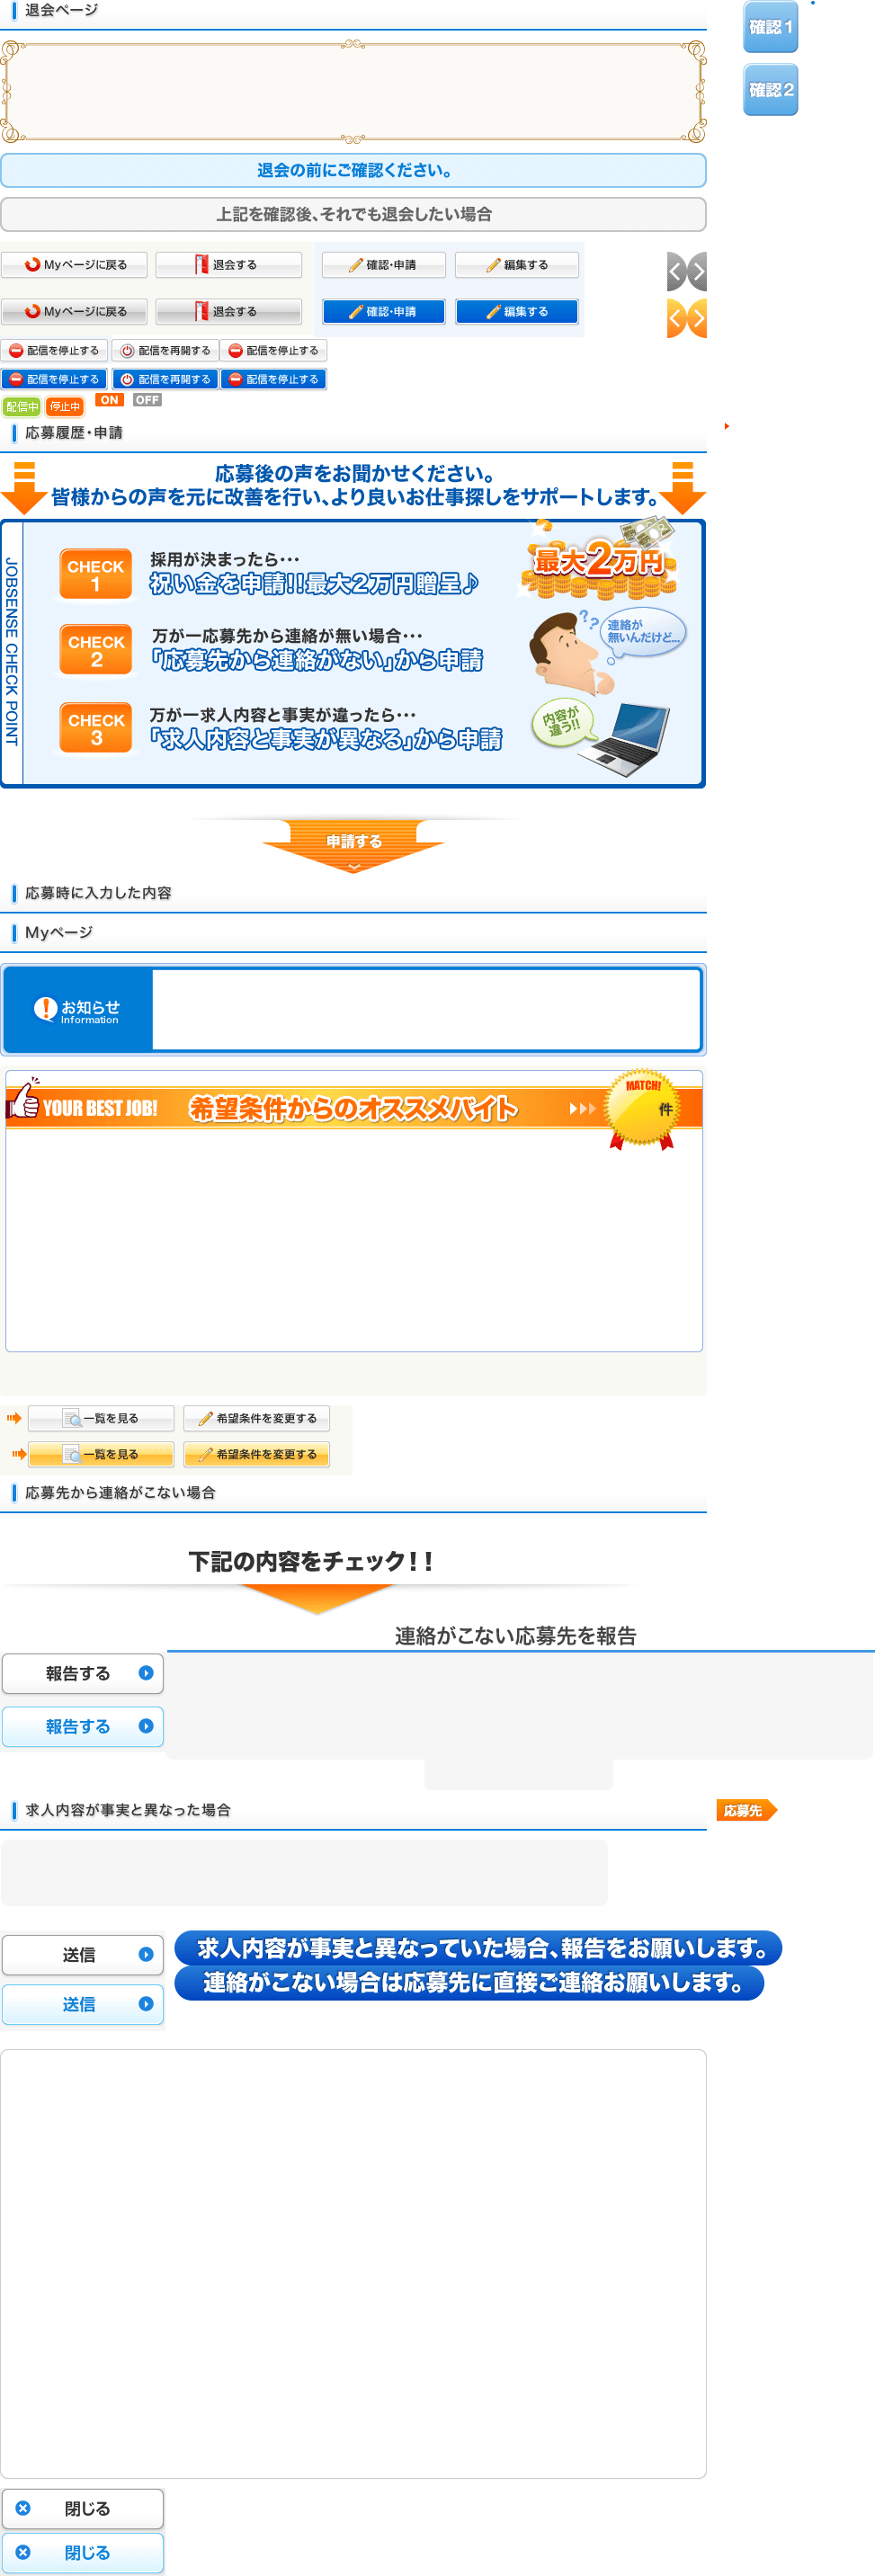 退会ページ
確認1
確認2
退会の前にご確認ください。
上記を確認後、それでも退会したい場合
Myページに戻る
退会する
確認・申請
編集する
Myページに戻る
退会する
確認・申請
編集する
配信を停止する
配信を再開する
配信を停止する
配信を停止する
配信を再開する
配信を停止する
配信中
停止中
ON
OFF
応募履歴・申請
応募後の声をお聞かせください。
皆様からの声を元に改善を行い、より良いお仕事探しをサポートします。
JOBSENSE CHECK POINT
CHECK
1
採用が決まったら・・・
祝い金を申請!!最大2万円贈呈♪
最大2万円
CHECK
2
万が一応募先から連絡が無い場合・・・
「応募先から連絡がない」から申請
??
連絡が
無いんだけど...
CHECK
3
万が一求人内容と事実が違ったら・・・
「求人内容と事実が異なる」から申請
内容が
違う!!
申請する
応募時に入力した内容
Myページ
お知らせ
Information
YOUR BEST JOB!
希望条件からのオススメバイト
MATCH!
件
一覧を見る
希望条件を変更する
一覧を見る
希望条件を変更する
応募先から連絡がこない場合
下記の内容をチェック!!
連絡がこない応募先を報告
報告する
報告する
求人内容が事実と異なった場合
応募先
送信
求人内容が事実と異なっていた場合、報告をお願いします。
連絡がこない場合は応募先に直接ご連絡お願いします。
送信
閉じる
閉じる